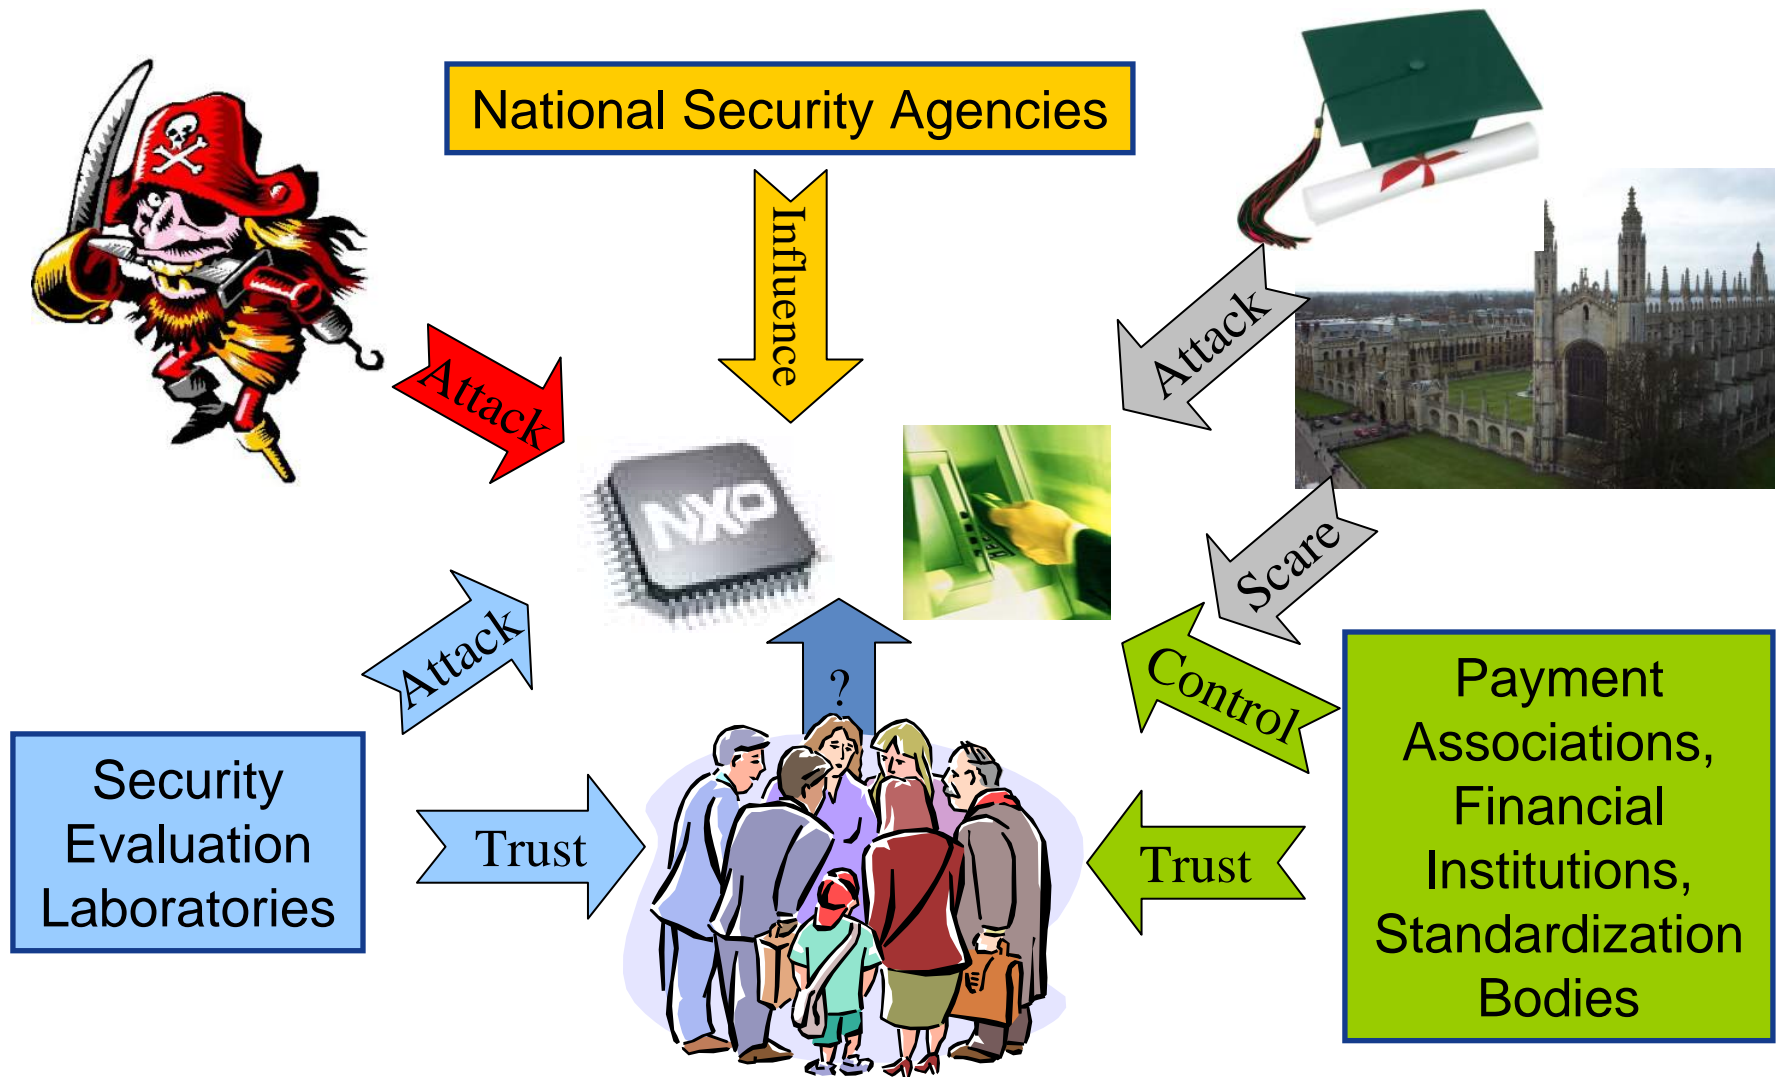 National Security Agencies
Influence
Attack
Attack
NXP
Scare
Attack
Control
?
Security
Evaluation
Laboratories
Trust
Trust
Payment
Associations,
Financial
Institutions,
Standardization
Bodies